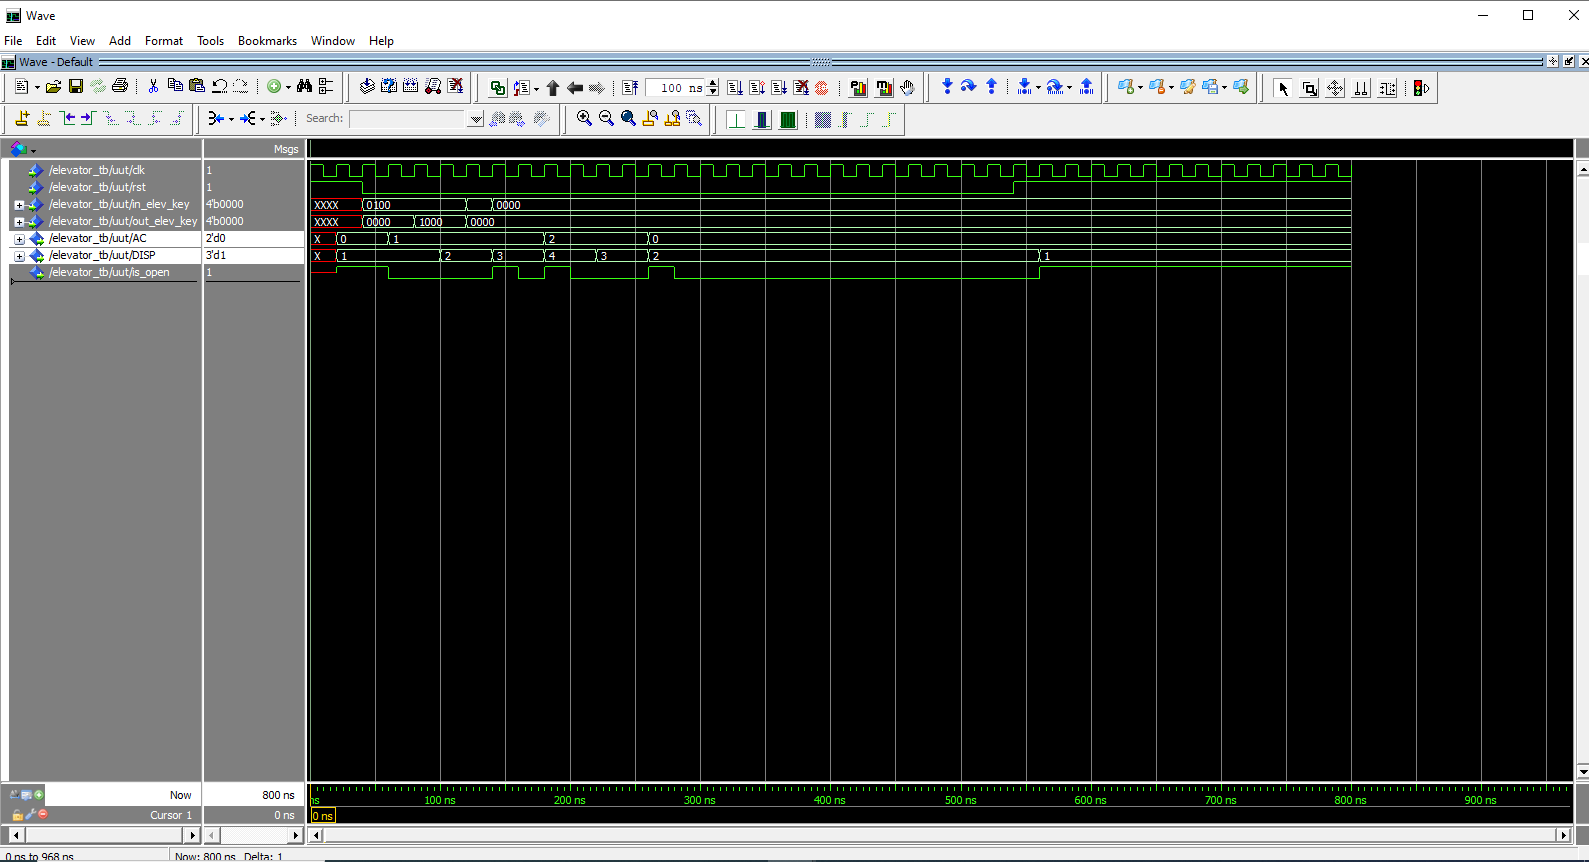 Wave
File Edit View Add Format Tools Bookmarks Window Help
Wave - Default
100 ns
Search:
Msgs
/elevator_tb/uut/clk 1
/elevator_tb/uut/rst 1
/elevator_tb/uut/in_elev_key 4'b0000 XXXX 0100 0000
/elevator_tb/uut/out_elev_key 4'b0000 XXXX 0000 1000 0000
/elevator_tb/uut/AC 2'd0 X 0 1 2 0
/elevator_tb/uut/DISP 3'd1 X 1 2 3 4 3 2 1
/elevator_tb/uut/is_open 1
Now 800 ns ns 100 ns 200 ns 300 ns 400 ns 500 ns 600 ns 700 ns 800 ns 900 ns
Cursor 1 0 ns 0 ns
0 ns to 968 ns Now: 800 ns Delta: 1